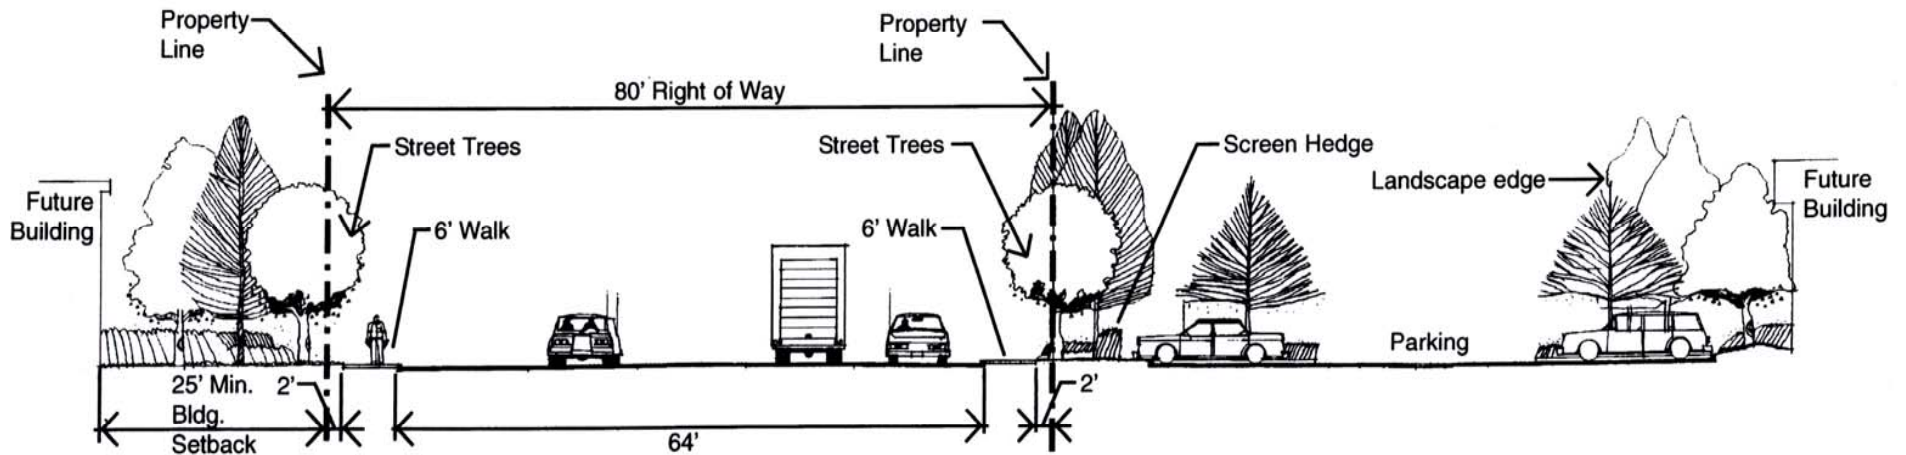 Property
Line
Property
Line
80' Right of Way
Street Trees
Street Trees
Screen Hedge
Landscape edge
Future
Building
Future
Building
6' Walk
6' Walk
Parking
25' Min.
Bldg.
Setback
2'
2'
64'